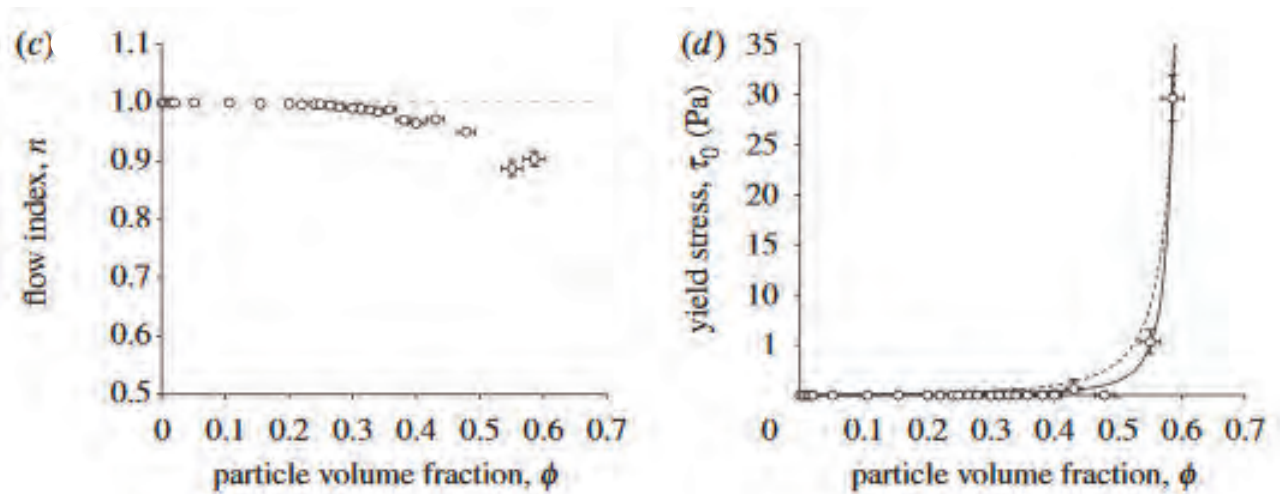 (c)
1.1
1.0
0.9
0.8
0.7
0.6
0.5
0 0.1 0.2 0.3 0.4 0.5 0.6 0.7
flow index, n
particle volume fraction, ϕ
(d)
35
30
25
20
15
10
1
0 0.1 0.2 0.3 0.4 0.5 0.6 0.7
yield stress, τ0 (Pa)
particle volume fraction, ϕ